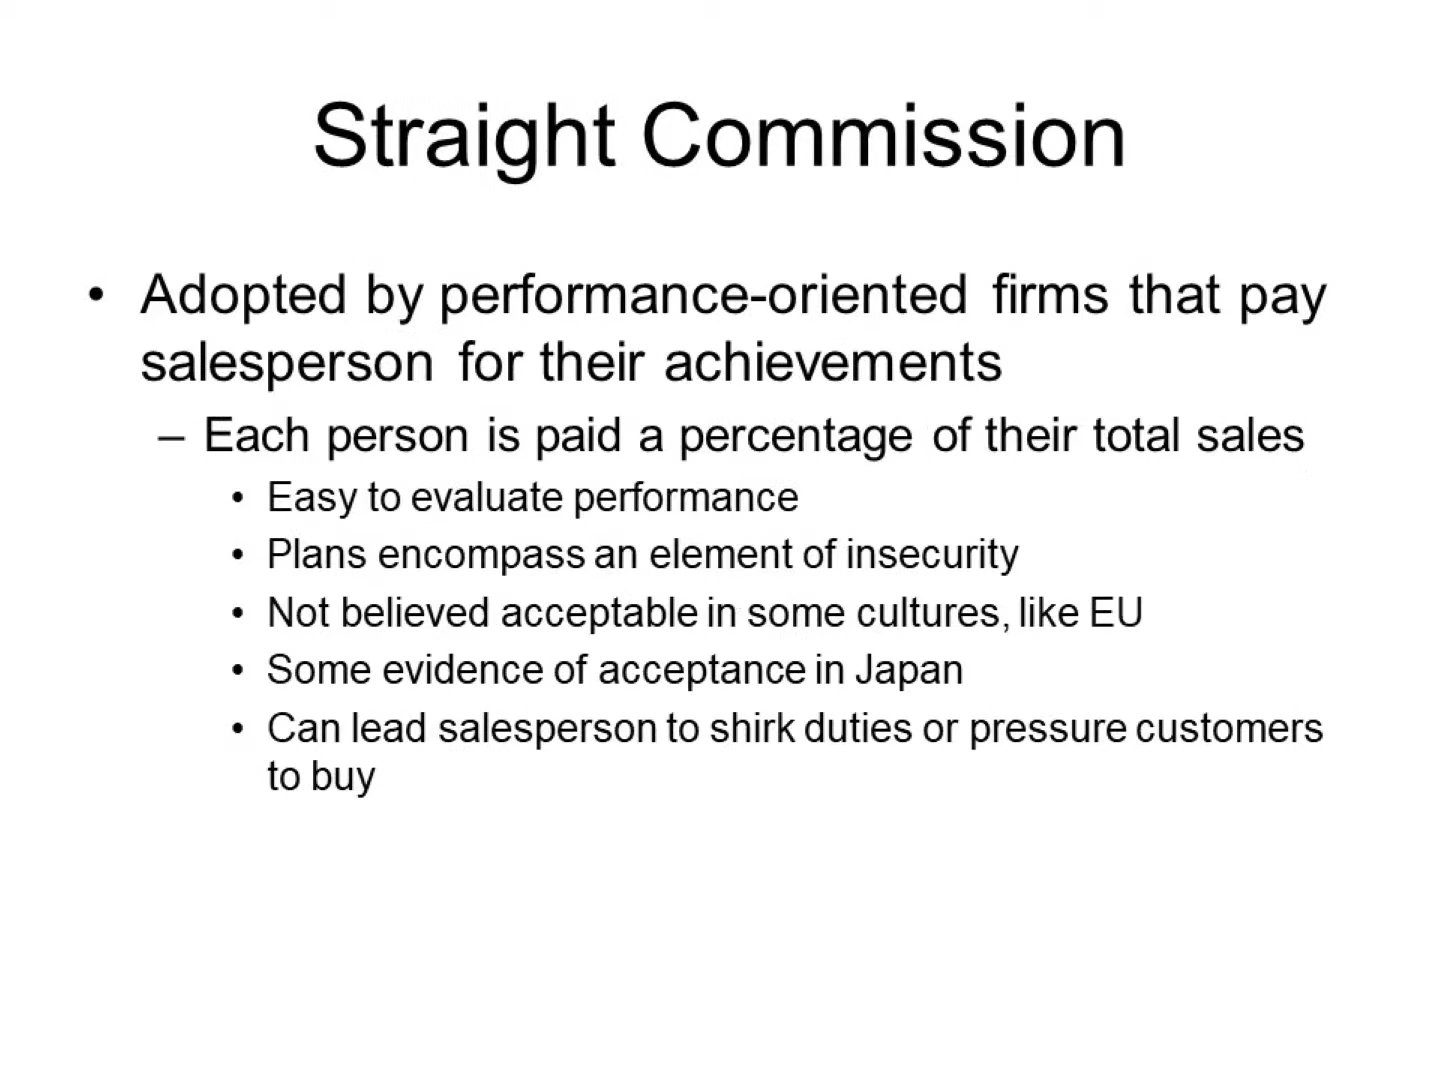 Straight Commission
• Adopted by performance-oriented firms that pay
salesperson for their achievements
– Each person is paid a percentage of their total sales
• Easy to evaluate performance
• Plans encompass an element of insecurity
• Not believed acceptable in some cultures, like EU
• Some evidence of acceptance in Japan
• Can lead salesperson to shirk duties or pressure customers
to buy